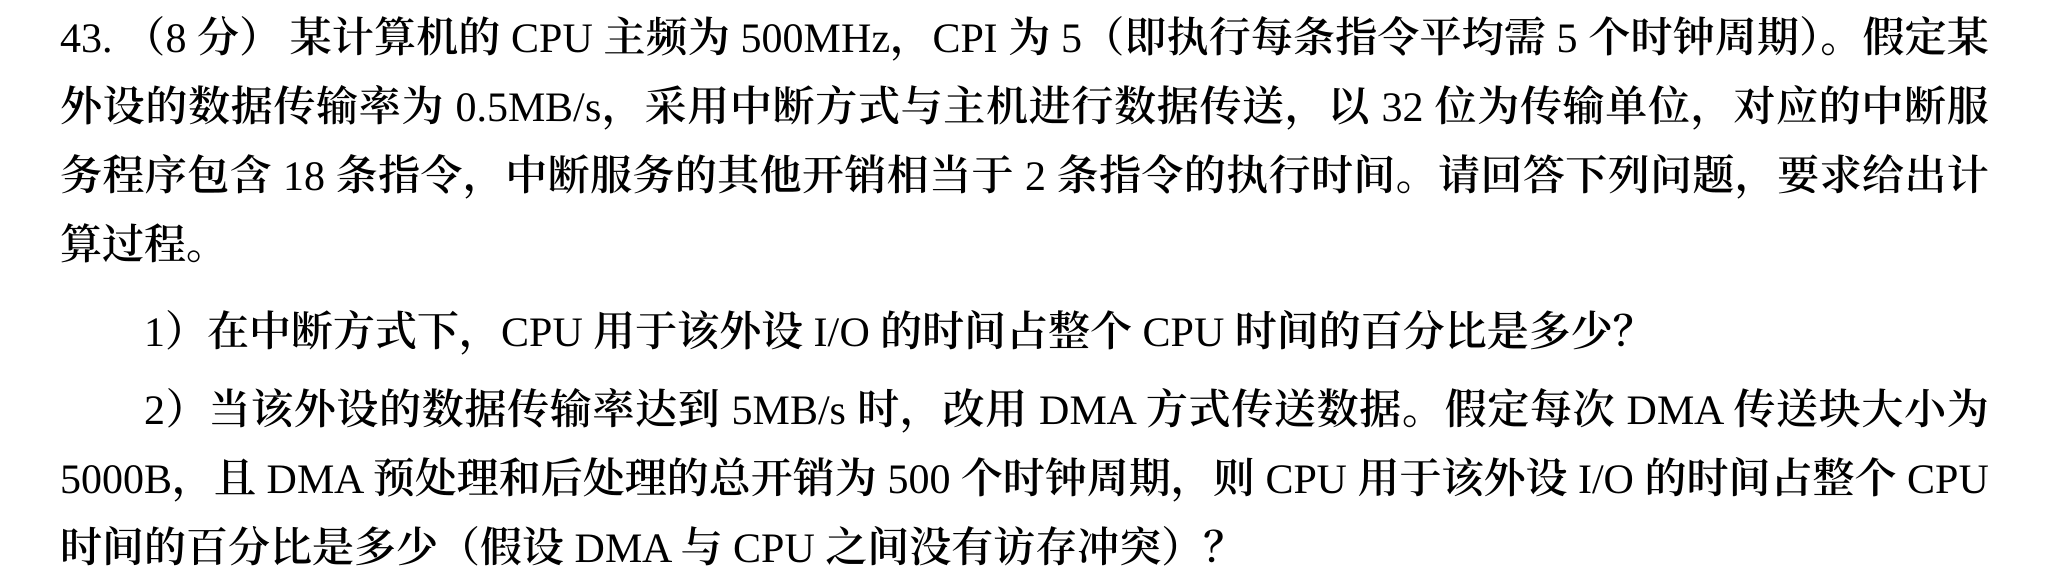 43. （8 分） 某计算机的 CPU 主频为 500MHz，CPI 为 5（即执行每条指令平均需 5 个时钟周期）。假定某
外设的数据传输率为 0.5MB/s，采用中断方式与主机进行数据传送，以 32 位为传输单位，对应的中断服
务程序包含 18 条指令，中断服务的其他开销相当于 2 条指令的执行时间。请回答下列问题，要求给出计
算过程。
1）在中断方式下，CPU 用于该外设 I/O 的时间占整个 CPU 时间的百分比是多少？
2）当该外设的数据传输率达到 5MB/s 时，改用 DMA 方式传送数据。假定每次 DMA 传送块大小为
5000B，且 DMA 预处理和后处理的总开销为 500 个时钟周期，则 CPU 用于该外设 I/O 的时间占整个 CPU
时间的百分比是多少（假设 DMA 与 CPU 之间没有访存冲突）？